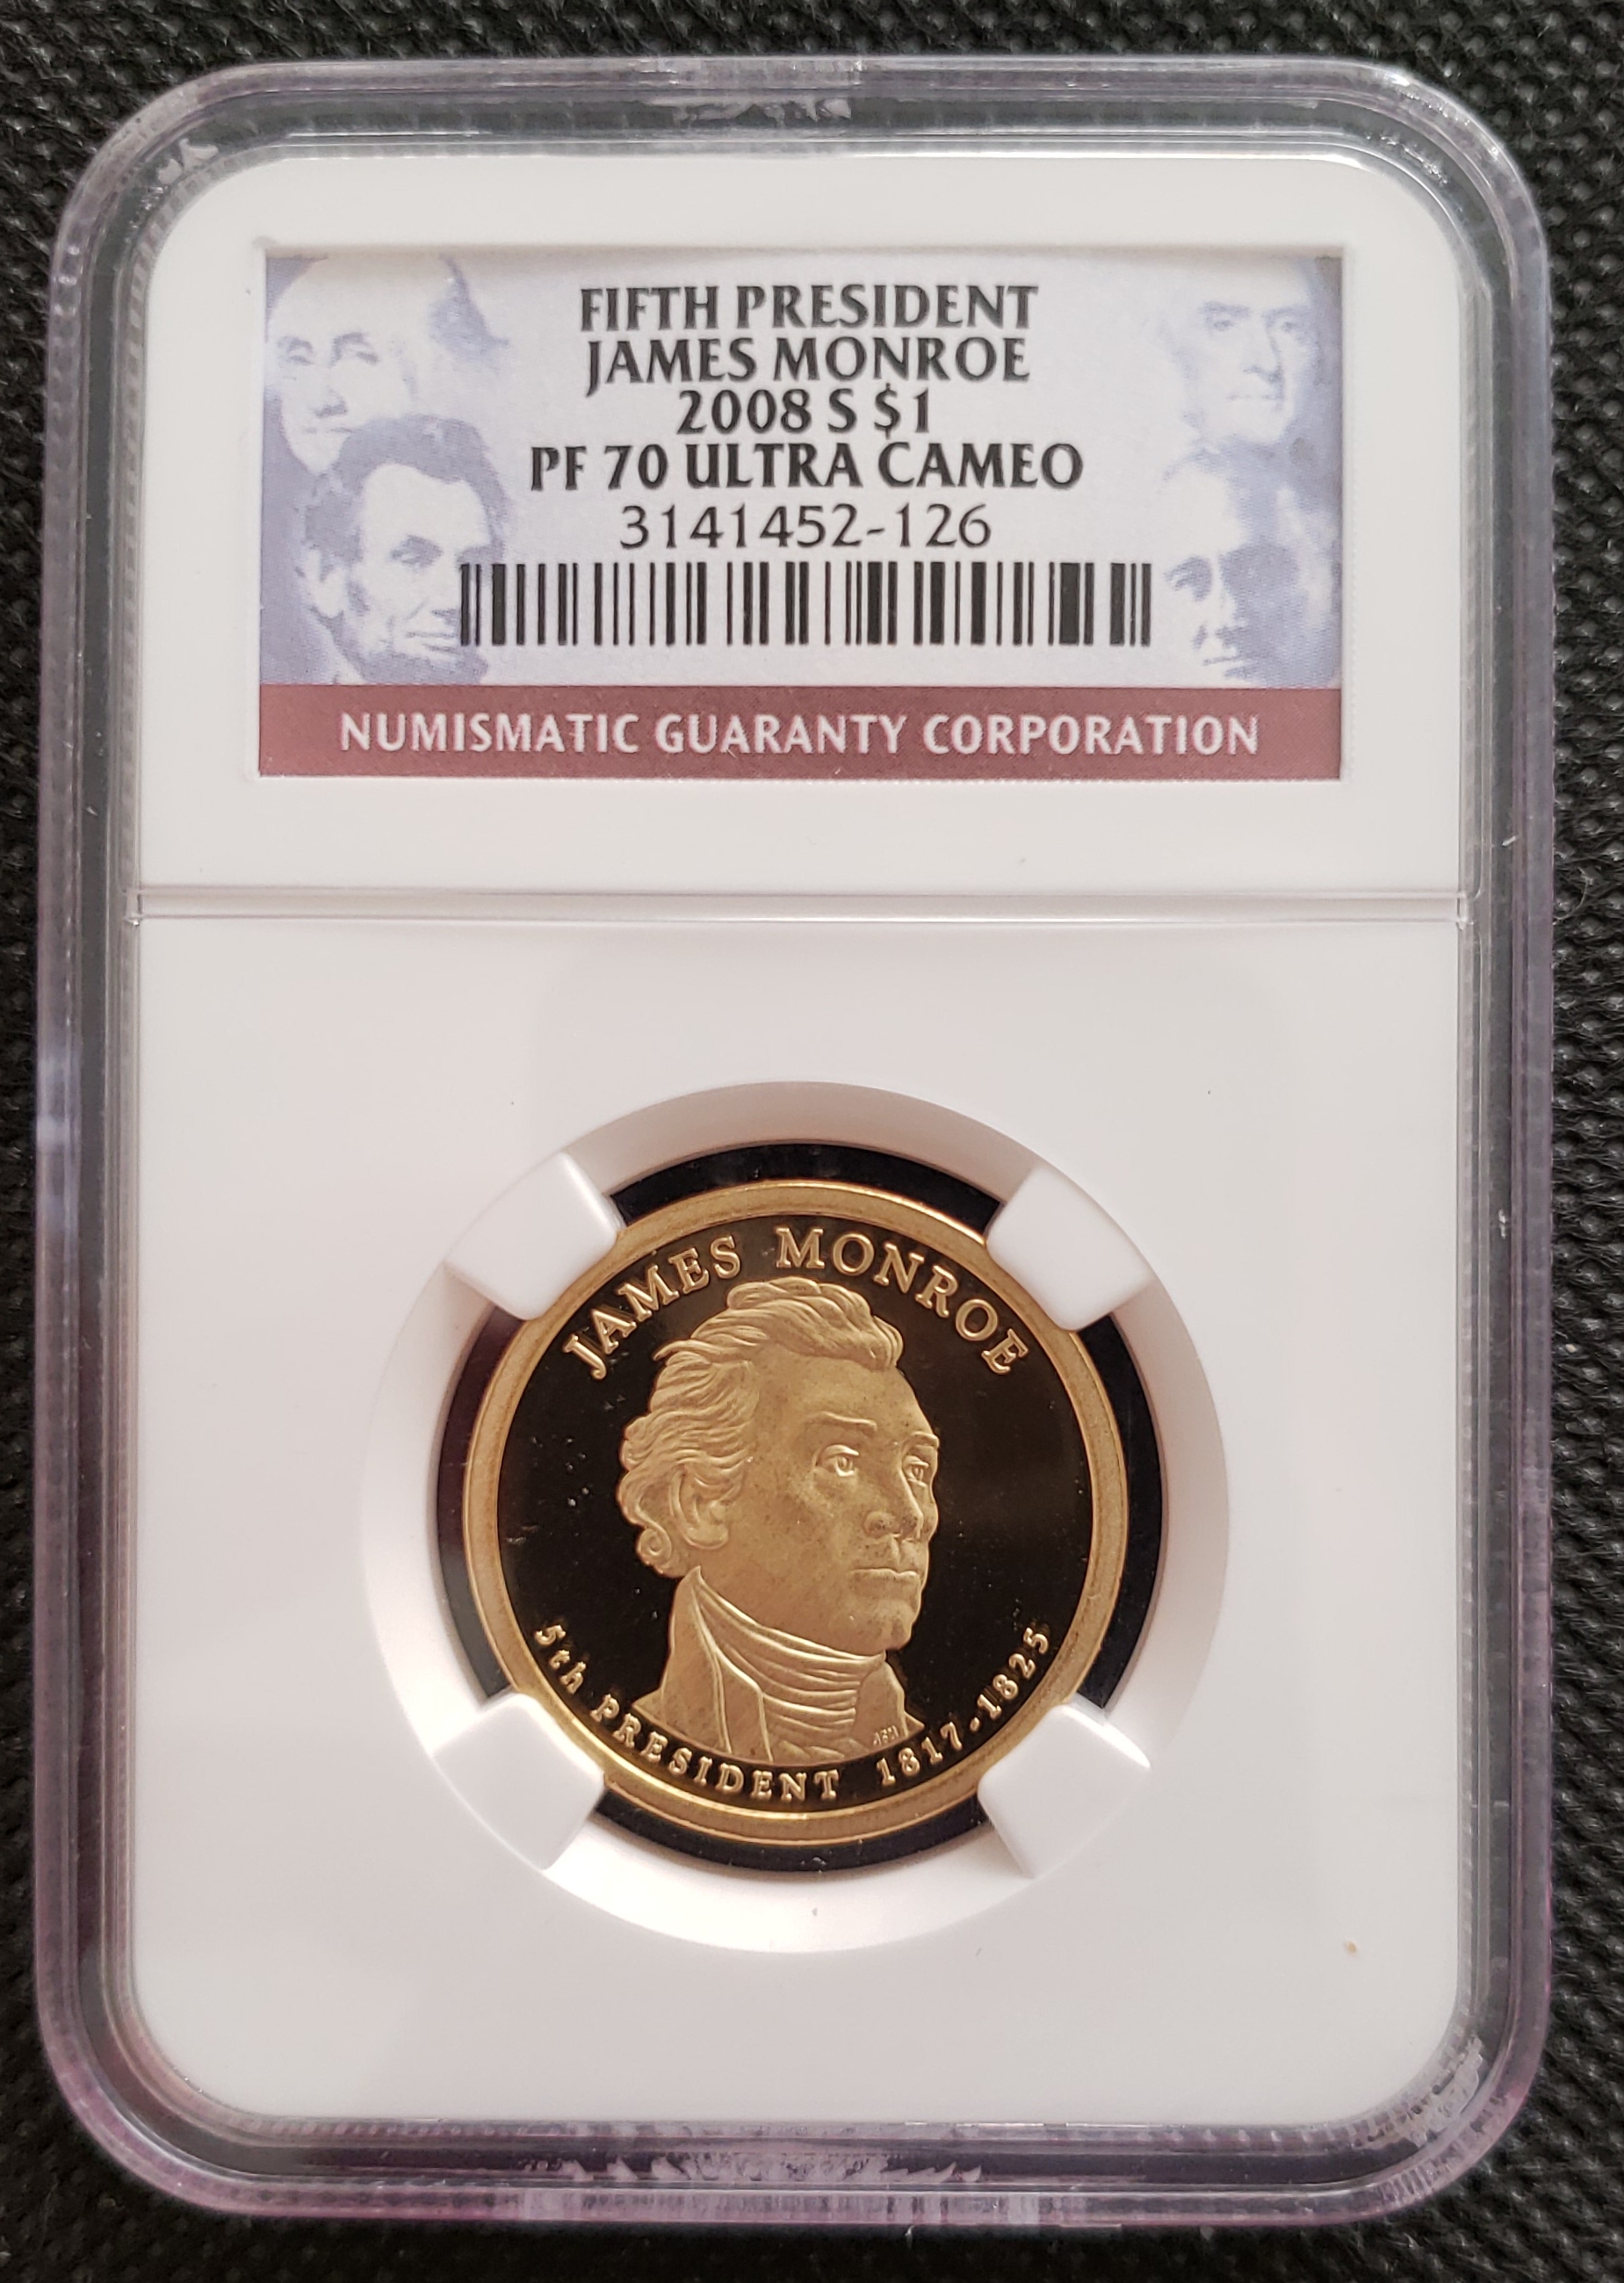 FIFTH PRESIDENT
JAMES MONROE
2008 S $1
PF 70 ULTRA CAMEO
3141452-126
NUMISMATIC GUARANTY CORPORATION
JAMES MONROE
5th PRESIDENT 1817-1825